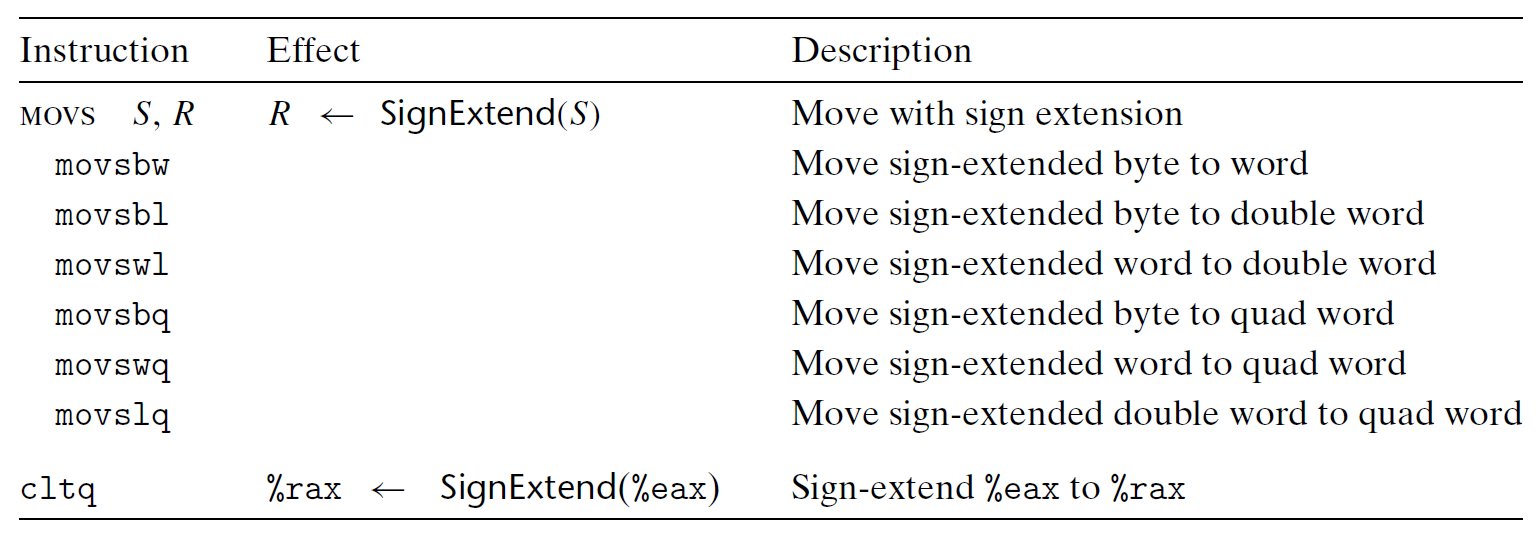 Instruction Effect Description
MOVS S, R R ← SignExtend(S) Move with sign extension
movsbw Move sign-extended byte to word
movsbl Move sign-extended byte to double word
movswl Move sign-extended word to double word
movsbq Move sign-extended byte to quad word
movswq Move sign-extended word to quad word
movslq Move sign-extended double word to quad word
cltq %rax ← SignExtend(%eax) Sign-extend %eax to %rax